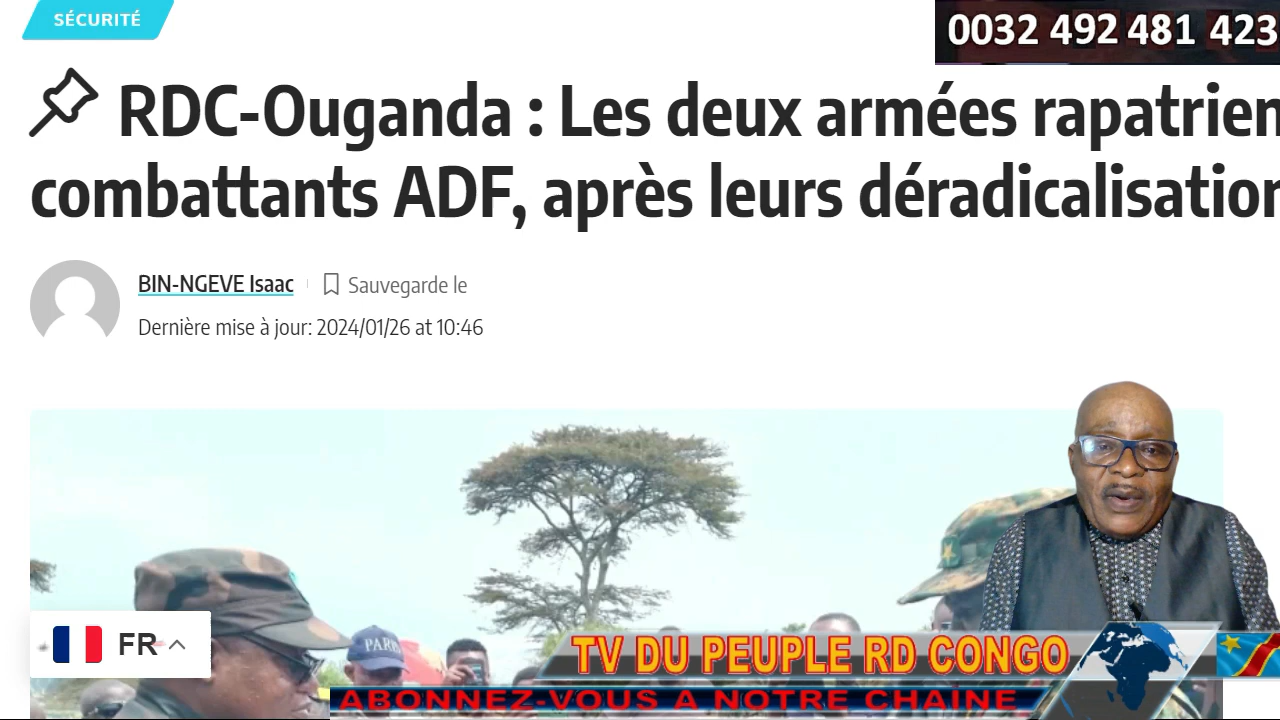 SÉCURITÉ
0032 492 481 423
RDC-Ouganda : Les deux armées rapatrien
combattants ADF, après leurs déradicalisation
BIN-NGEVE Isaac
Sauvegarde le
Dernière mise à jour: 2024/01/26 at 10:46
PARIS
FR
TV DU PEUPLE RD CONGO
ABONNEZ-VOUS A NOTRE CHAINE